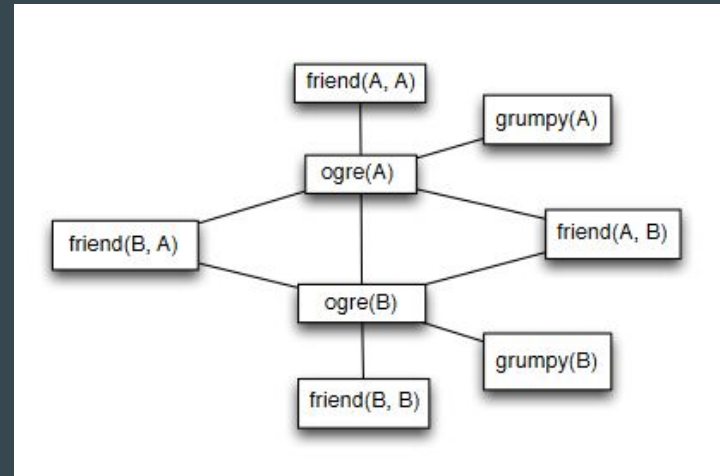 friend(A, A)
grumpy(A)
ogre(A)
friend(A, B)
friend(B, A)
ogre(B)
grumpy(B)
friend(B, B)